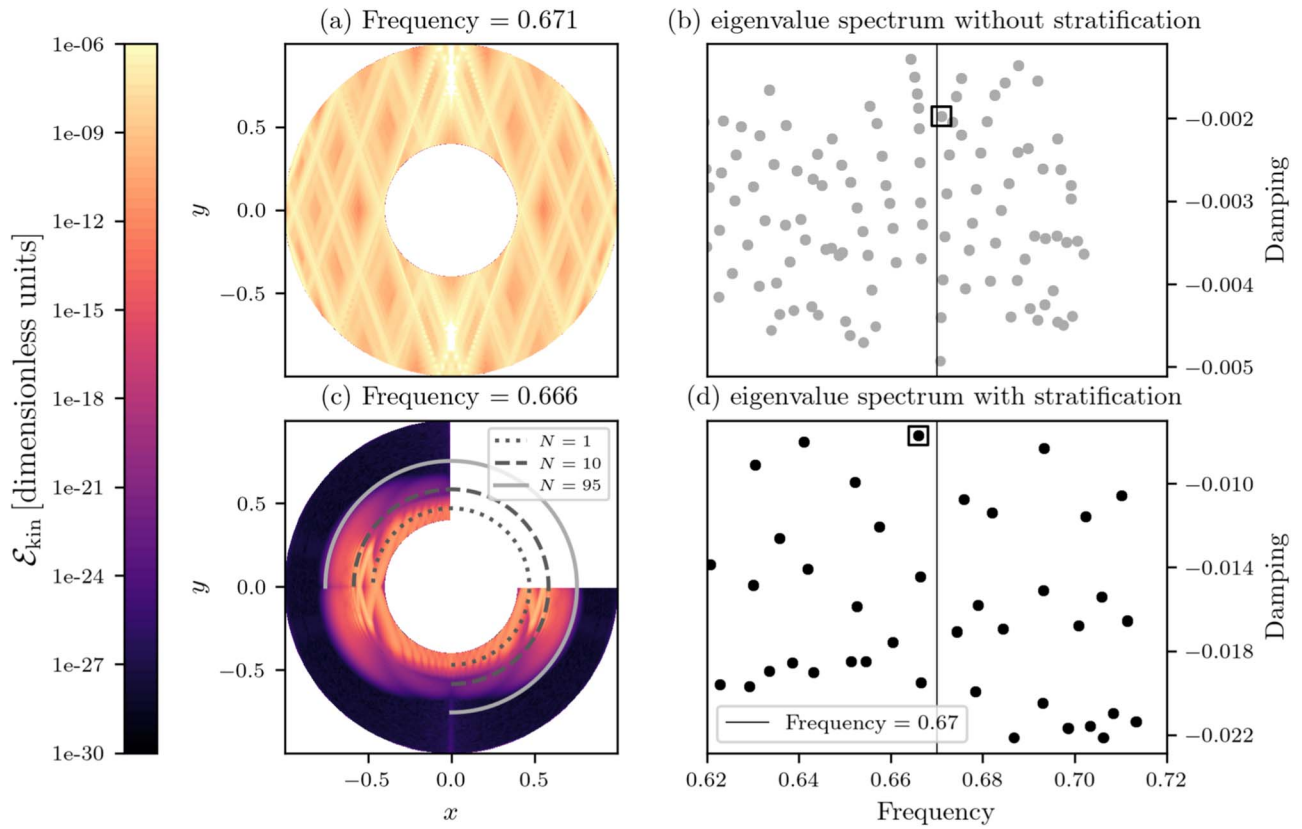 (a) Frequency = 0.671
(b) eigenvalue spectrum without stratification
1e-06
1e-09
1e-12
1e-15
1e-18
1e-21
1e-24
1e-27
1e-30
ℰkin [dimensionless units]
0.5
0.0
−0.5
y
−0.002
−0.003
−0.004
−0.005
Damping
(c) Frequency = 0.666
(d) eigenvalue spectrum with stratification
N = 1
N = 10
N = 95
0.5
0.0
−0.5
y
−0.5
0.0
0.5
x
−0.010
−0.014
−0.018
−0.022
Damping
Frequency = 0.67
0.62
0.64
0.66
0.68
0.70
0.72
Frequency